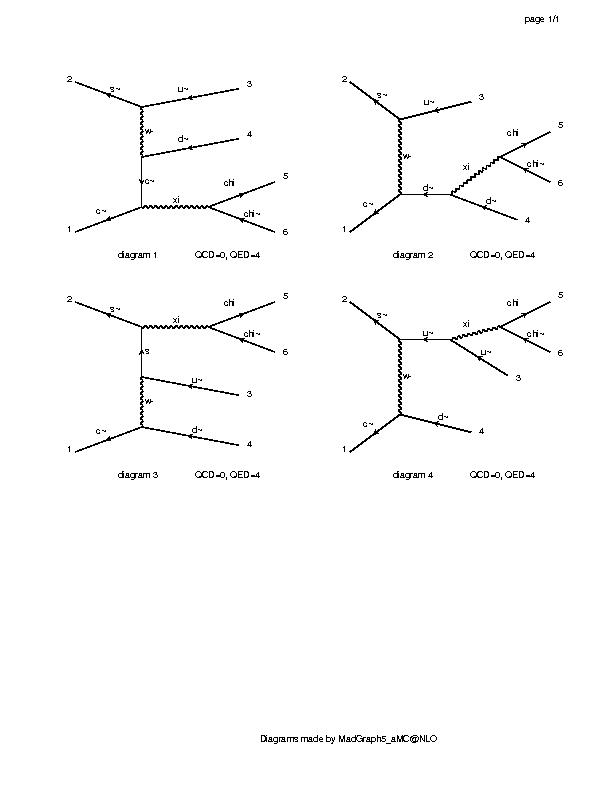 page 1/1
2
s~
u~
3
w-
d~
4
c~
chi
5
xi
c~
chi~
1
6
diagram 1 QCD=0, QED=4
2
s~
u~
3
w-
chi
5
xi
chi~
6
d~
d~
c~
4
1
diagram 2 QCD=0, QED=4
2
s~
xi
chi
5
chi~
6
s
u~
3
w-
c~
d~
1
4
diagram 3 QCD=0, QED=4
2
s~
u~
xi
chi
5
chi~
6
u~
3
w-
d~
4
c~
1
diagram 4 QCD=0, QED=4
Diagrams made by MadGraph5_aMC@NLO